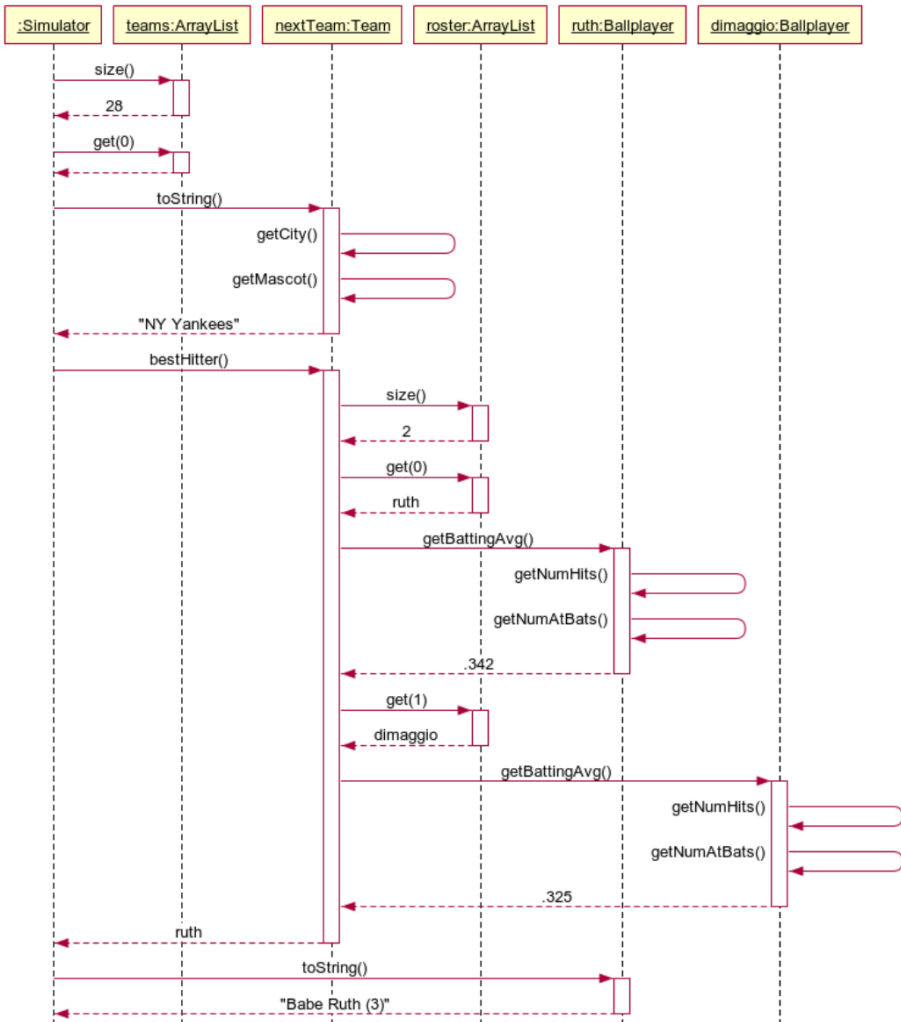 :Simulator
teams:ArrayList
nextTeam:Team
roster:ArrayList
ruth:Ballplayer
dimaggio:Ballplayer
size()
28
get(0)
toString()
getCity()
getMascot()
"NY Yankees"
bestHitter()
size()
2
get(0)
ruth
getBattingAvg()
getNumHits()
getNumAtBats()
.342
get(1)
dimaggio
getBattingAvg()
getNumHits()
getNumAtBats()
.325
ruth
toString()
"Babe Ruth (3)"